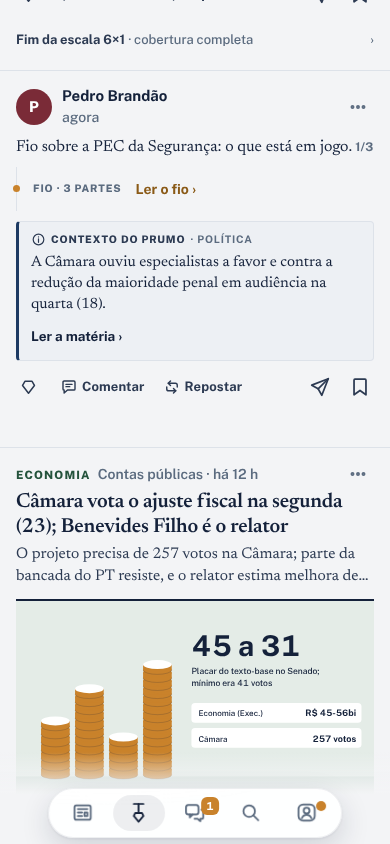 Fim da escala 6×1 · cobertura completa ›
P
Pedro Brandão
agora
Fio sobre a PEC da Segurança: o que está em jogo. 1/3
FIO · 3 PARTES Ler o fio ›
CONTEXTO DO PRUMO · POLÍTICA
A Câmara ouviu especialistas a favor e contra a
redução da maioridade penal em audiência na
quarta (18).
Ler a matéria ›
Comentar Repostar
ECONOMIA Contas públicas · há 12 h
Câmara vota o ajuste fiscal na segunda
(23); Benevides Filho é o relator
O projeto precisa de 257 votos na Câmara; parte da
bancada do PT resiste, e o relator estima melhora de...
45 a 31
Placar do texto-base no Senado;
mínimo era 41 votos
Economia (Exec.) R$ 45-56bi
Câmara 257 votos
1